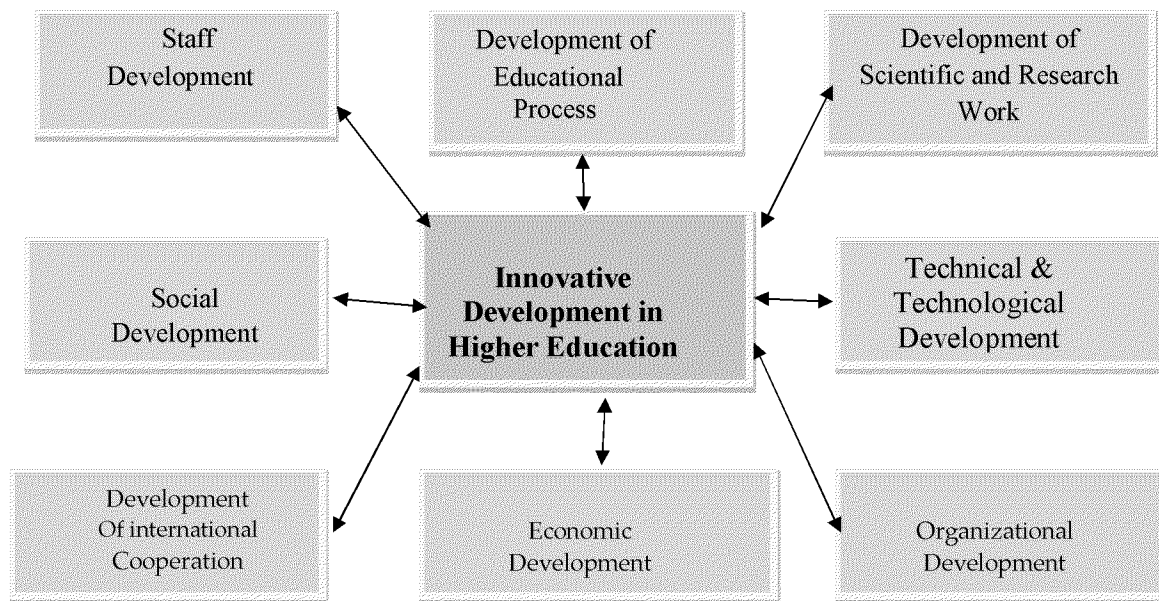 Staff
Development
Development of
Educational
Process
Development of
Scientific and Research
Work
Social
Development
Innovative
Development in
Higher Education
Technical &
Technological
Development
Development
Of international
Cooperation
Economic
Development
Organizational
Development